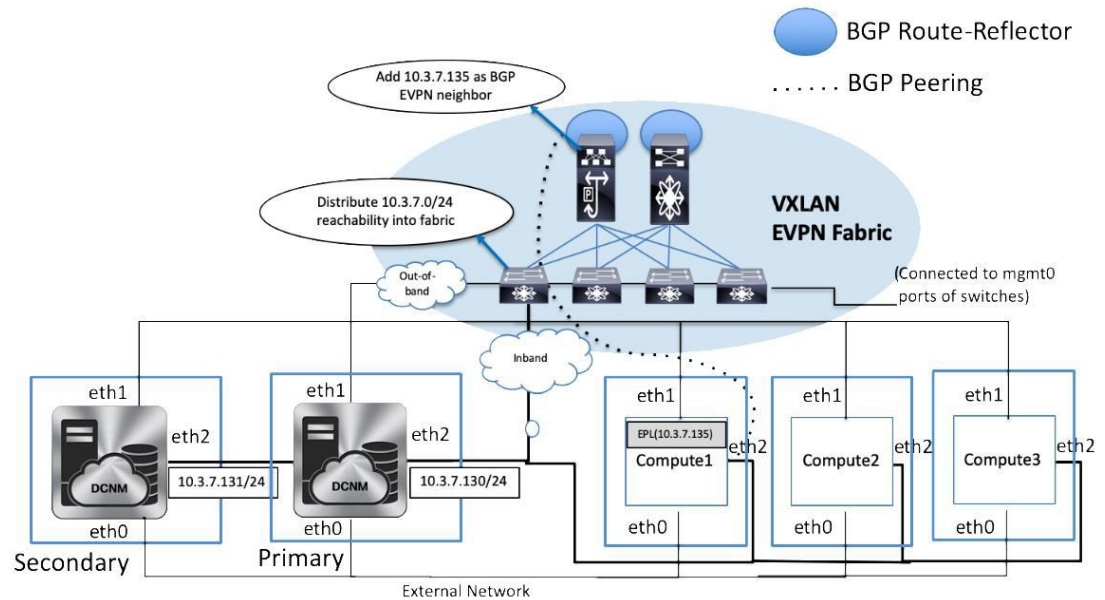 BGP Route-Reflector
BGP Peering
Add 10.3.7.135 as BGP
EVPN neighbor
P
Distribute 10.3.7.0/24
reachability into fabric
VXLAN
EVPN Fabric
Out-of-
band
(Connected to mgmt0
ports of switches)
Inband
eth1
eth1
eth1
eth1
eth1
eth2
eth2
EPL(10.3.7.135)
eth2
eth2
eth2
Compute1
Compute2
Compute3
DCNM
10.3.7.131/24
DCNM
10.3.7.130/24
eth0
eth0
eth0
eth0
eth0
Secondary
Primary
External Network